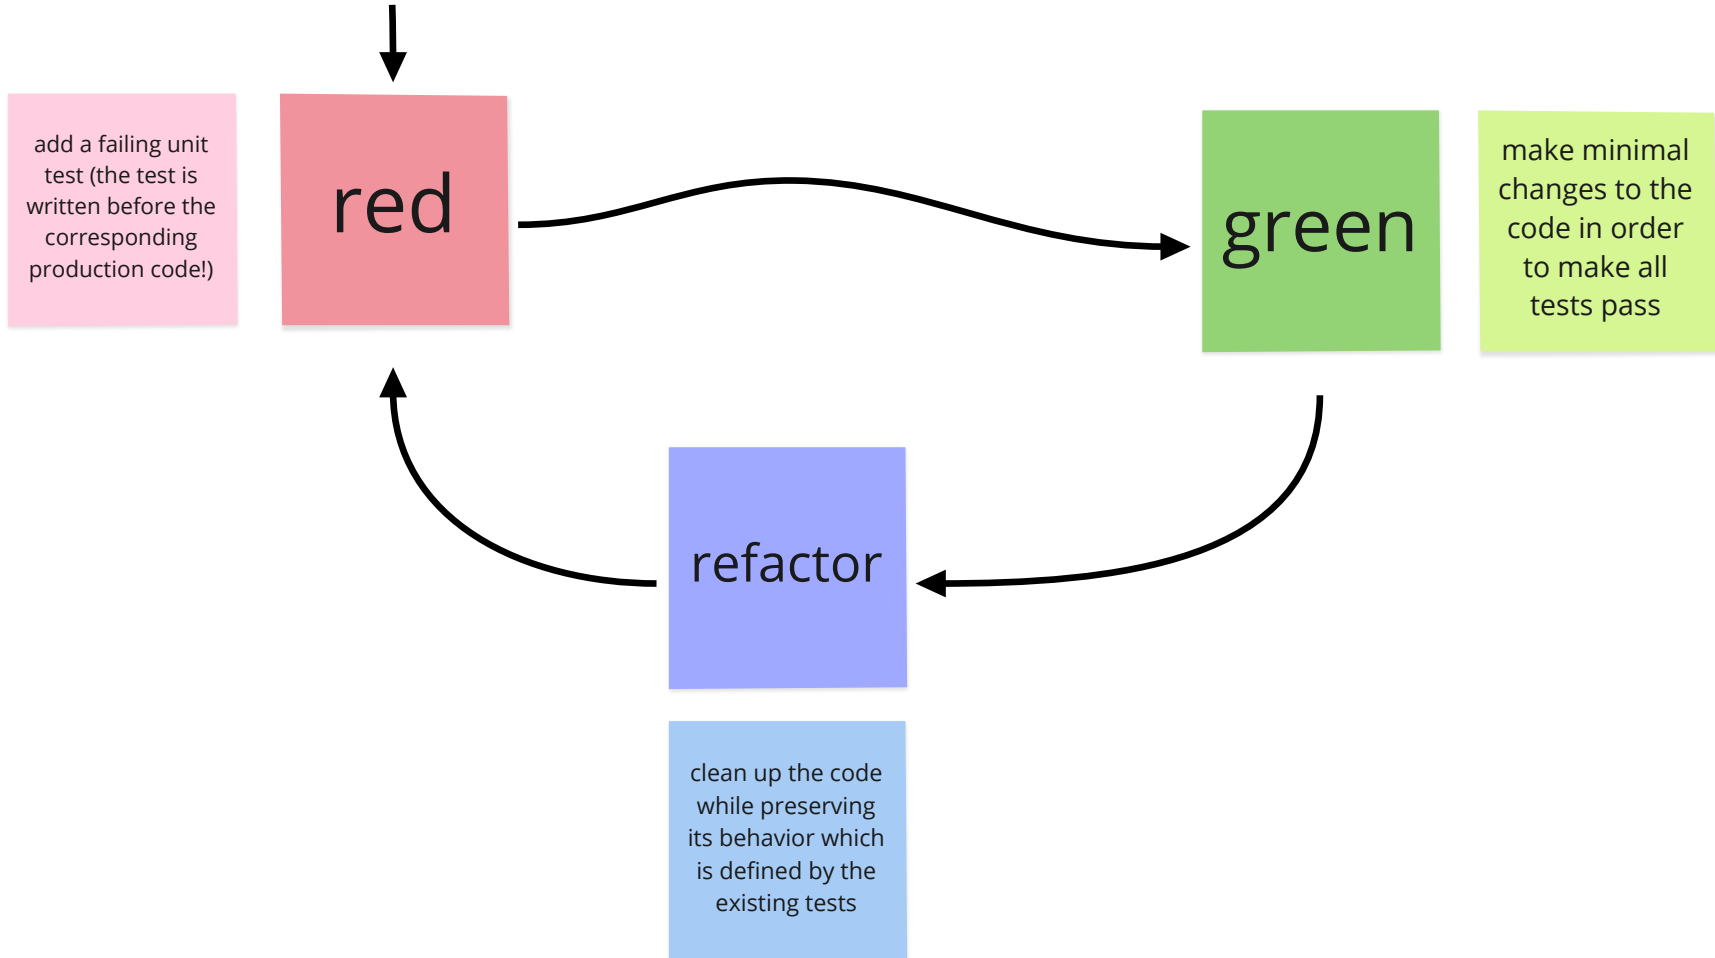 add a failing unit
test (the test is
written before the
corresponding
production code!)
red
green
make minimal
changes to the
code in order
to make all
tests pass
refactor
clean up the code
while preserving
its behavior which
is defined by the
existing tests